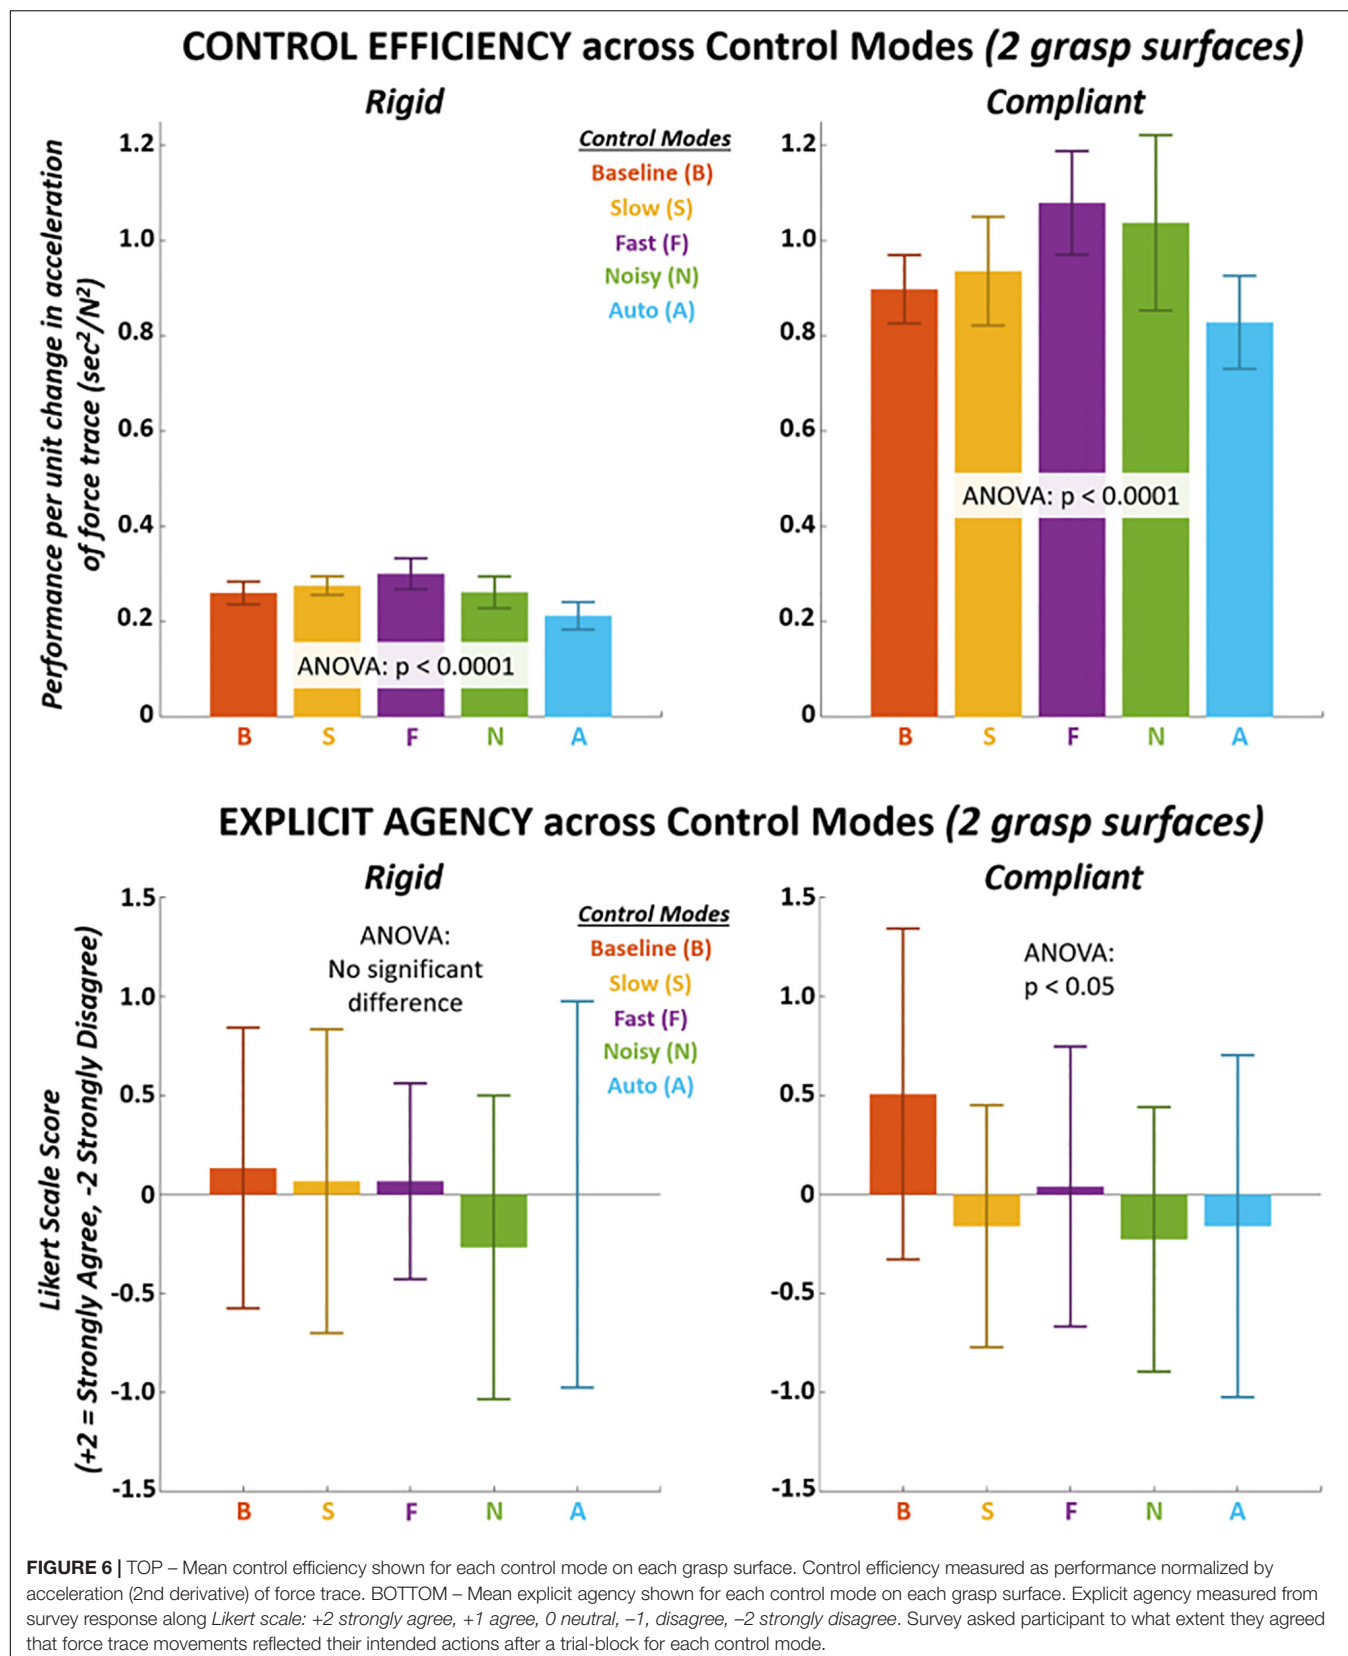 CONTROL EFFICIENCY across Control Modes (2 grasp surfaces)
Rigid
Compliant
Performance per unit change in acceleration
of force trace (sec²/N²)
1.2
1.0
0.8
0.6
0.4
0.2
0
Control Modes
Baseline (B)
Slow (S)
Fast (F)
Noisy (N)
Auto (A)
ANOVA: p < 0.0001
B S F N A
1.2
1.0
0.8
0.6
0.4
0.2
0
ANOVA: p < 0.0001
B S F N A
EXPLICIT AGENCY across Control Modes (2 grasp surfaces)
Rigid
Compliant
Likert Scale Score
(+2 = Strongly Agree, -2 Strongly Disagree)
1.5
1.0
0.5
0
-0.5
-1.0
-1.5
ANOVA:
No significant
difference
Control Modes
Baseline (B)
Slow (S)
Fast (F)
Noisy (N)
Auto (A)
B S F N A
1.5
1.0
0.5
0
-0.5
-1.0
-1.5
ANOVA:
p < 0.05
B S F N A
FIGURE 6 | TOP – Mean control efficiency shown for each control mode on each grasp surface. Control efficiency measured as performance normalized by
acceleration (2nd derivative) of force trace. BOTTOM – Mean explicit agency shown for each control mode on each grasp surface. Explicit agency measured from
survey response along Likert scale: +2 strongly agree, +1 agree, 0 neutral, –1, disagree, –2 strongly disagree. Survey asked participant to what extent they agreed
that force trace movements reflected their intended actions after a trial-block for each control mode.